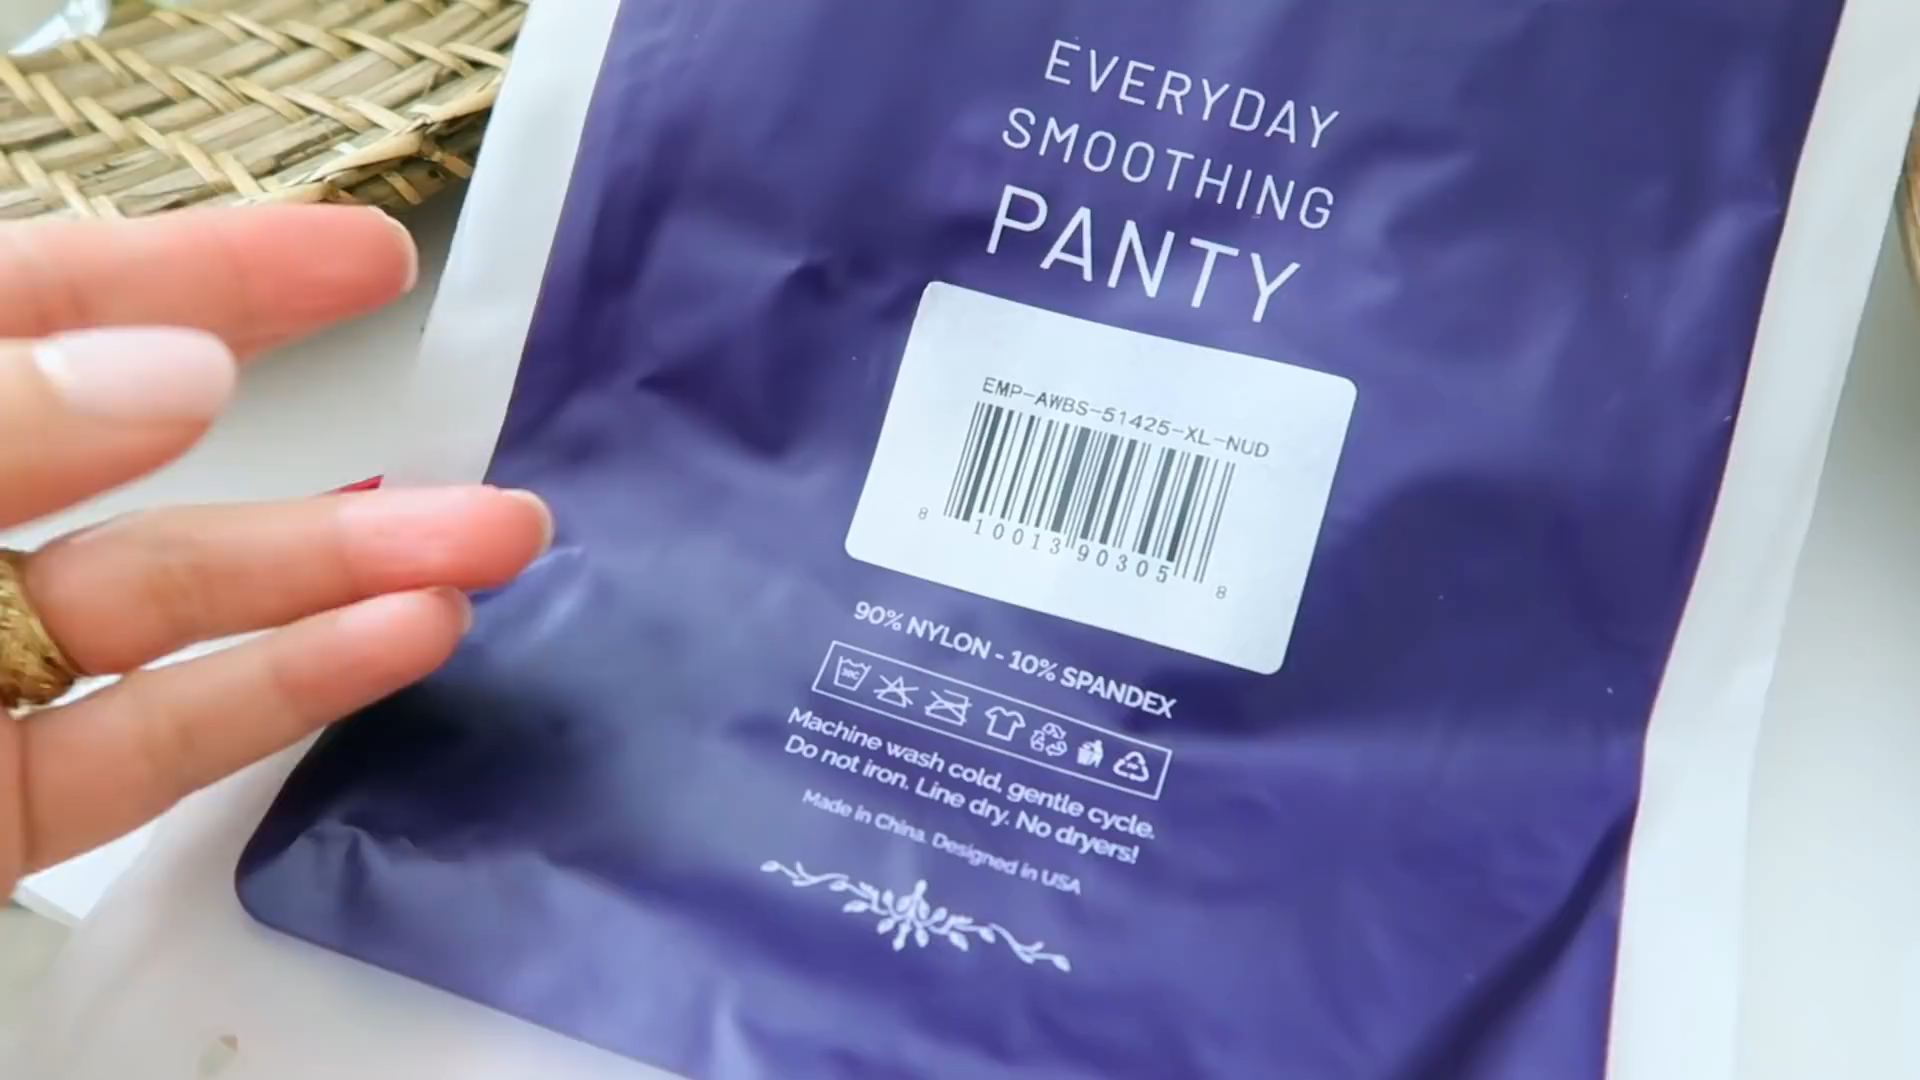 EVERYDAY
SMOOTHING
PANTY
EMP-AWBS-51425-XL-NUD
8 10013 90305 8
90% NYLON - 10% SPANDEX
30C
Machine wash cold, gentle cycle.
Do not iron. Line dry. No dryers!
Made in China. Designed in USA